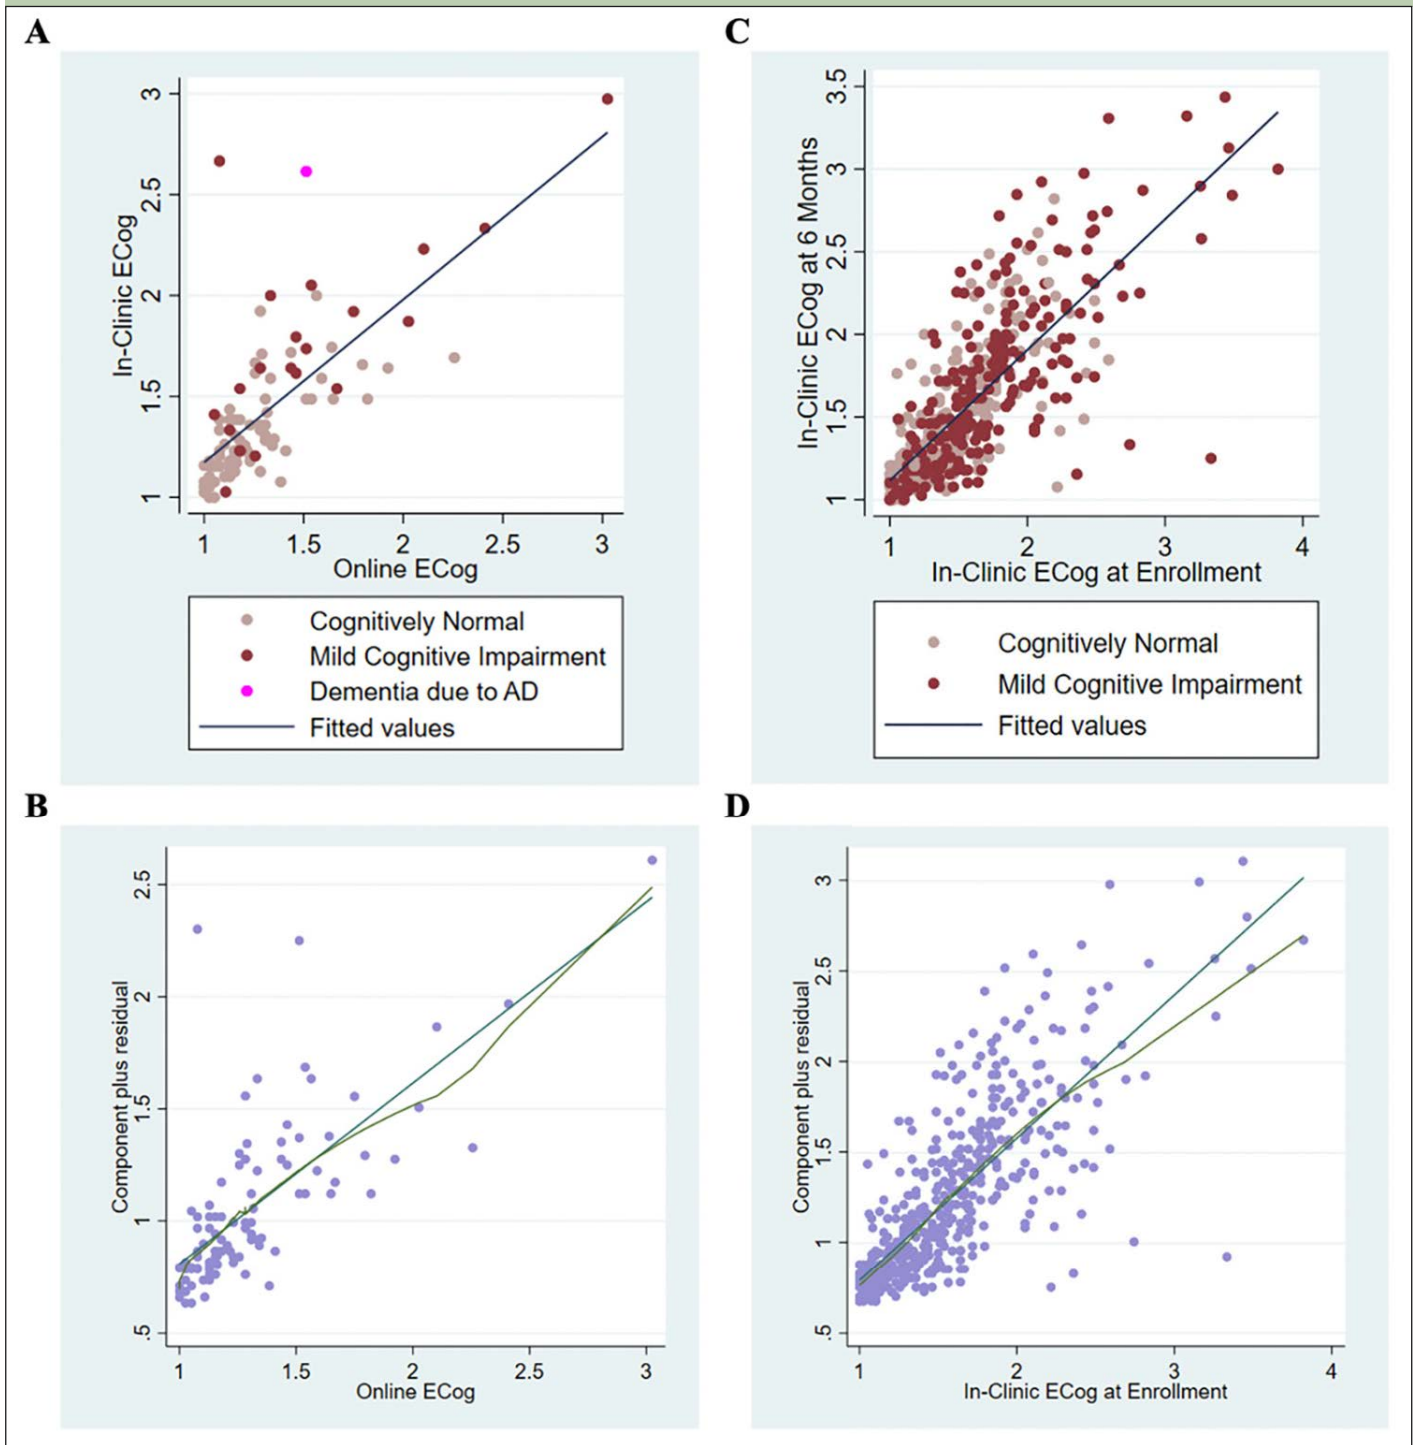 A
In-Clinic ECog
3
2.5
2
1.5
1
1 1.5 2 2.5 3
Online ECog
Cognitively Normal
Mild Cognitive Impairment
Dementia due to AD
Fitted values
C
In-Clinic ECog at 6 Months
3.5
3
2.5
2
1.5
1
1 2 3 4
In-Clinic ECog at Enrollment
Cognitively Normal
Mild Cognitive Impairment
Fitted values
B
Component plus residual
2.5
2
1.5
1
.5
1 1.5 2 2.5 3
Online ECog
D
Component plus residual
3
2.5
2
1.5
1
.5
1 2 3 4
In-Clinic ECog at Enrollment